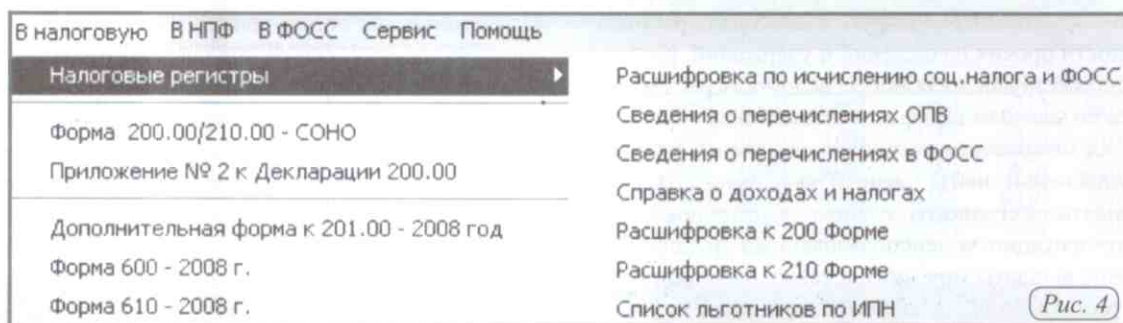 В налоговую В НПФ В ФОСС Сервис Помощь
Налоговые регистры
Форма 200.00/210.00 - СОНО
Приложение № 2 к Декларации 200.00
Дополнительная форма к 201.00 - 2008 год
Форма 600 - 2008 г.
Форма 610 - 2008 г.
Расшифровка по исчислению соц.налога и ФОСС
Сведения о перечислениях ОПВ
Сведения о перечислениях в ФОСС
Справка о доходах и налогах
Расшифровка к 200 Форме
Расшифровка к 210 Форме
Список льготников по ИПН
Рис. 4